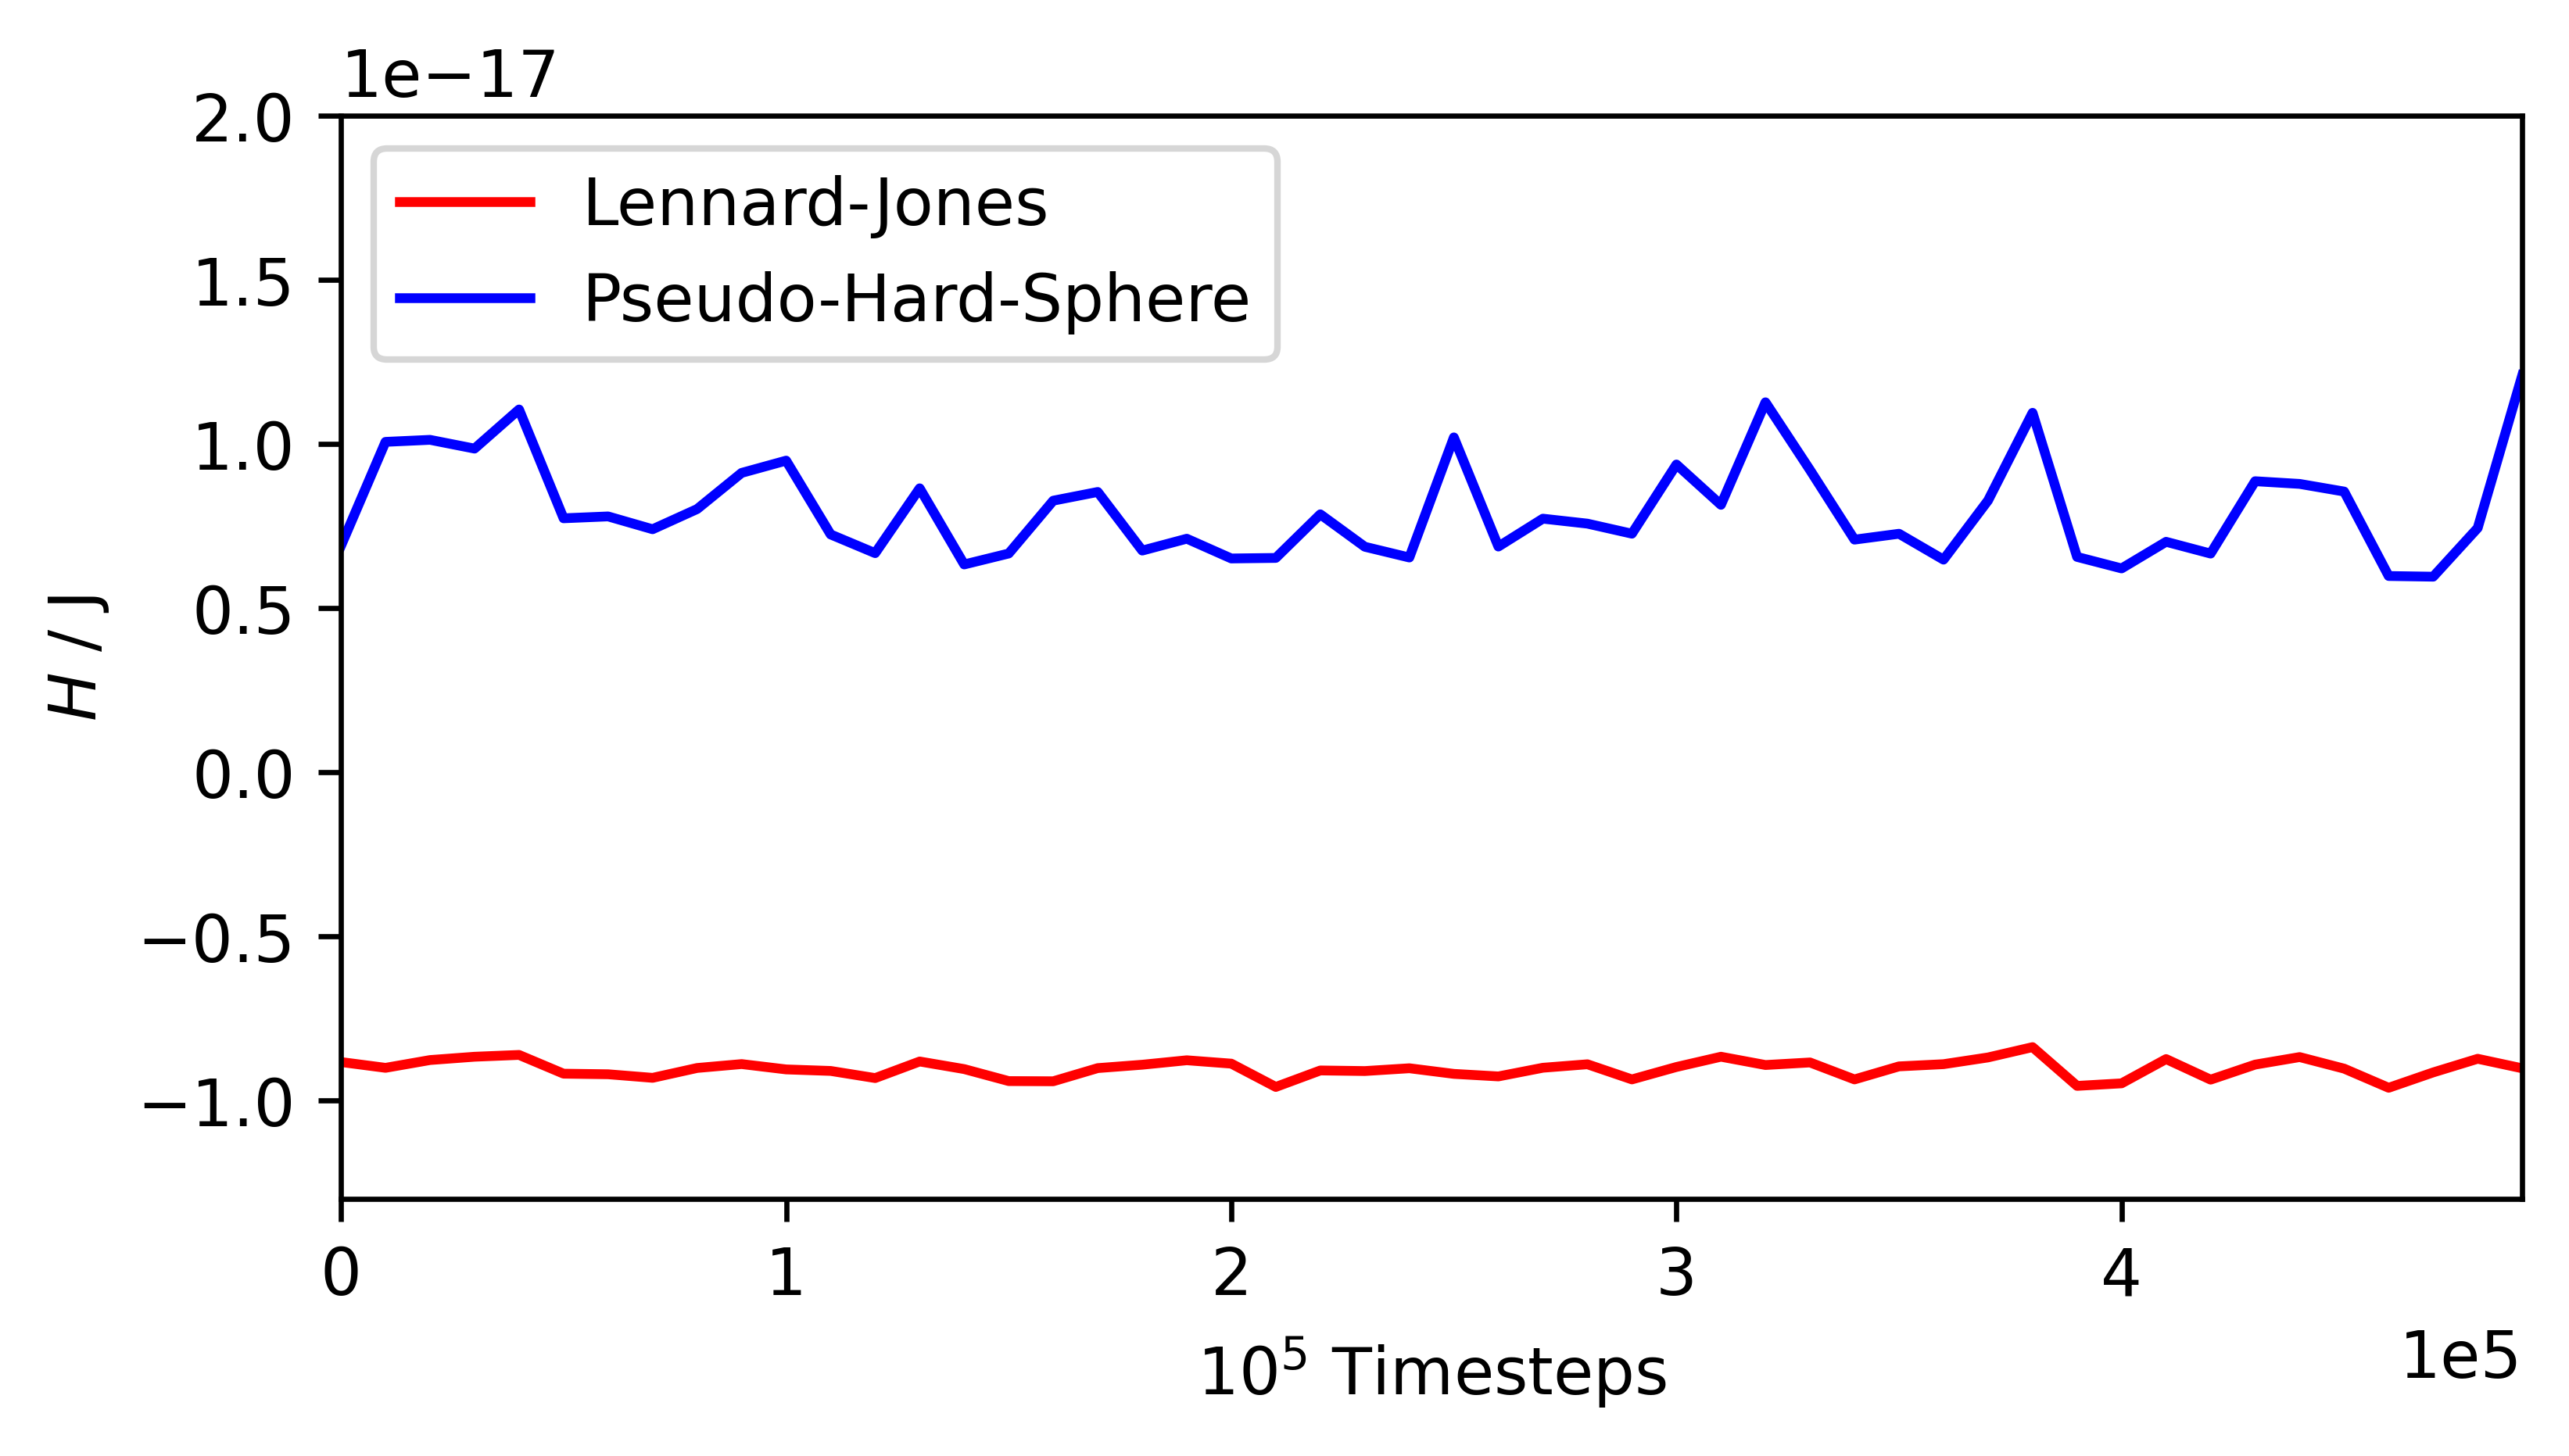 1e−17
2.0
1.5
1.0
0.5
0.0
−0.5
−1.0
H / J
Lennard-Jones
Pseudo-Hard-Sphere
0 1 2 3 4
1e5
10⁵ Timesteps